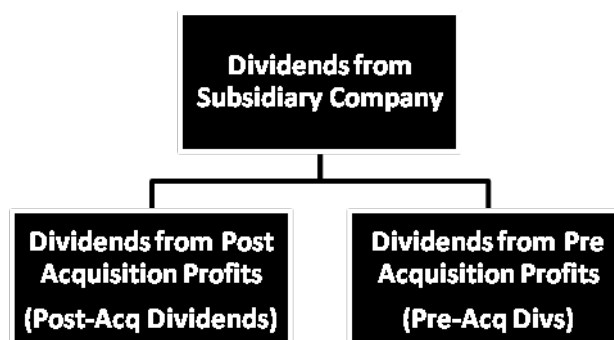 Dividends from
Subsidiary Company
Dividends from Post
Acquisition Profits
(Post-Acq Dividends)
Dividends from Pre
Acquisition Profits
(Pre-Acq Divs)